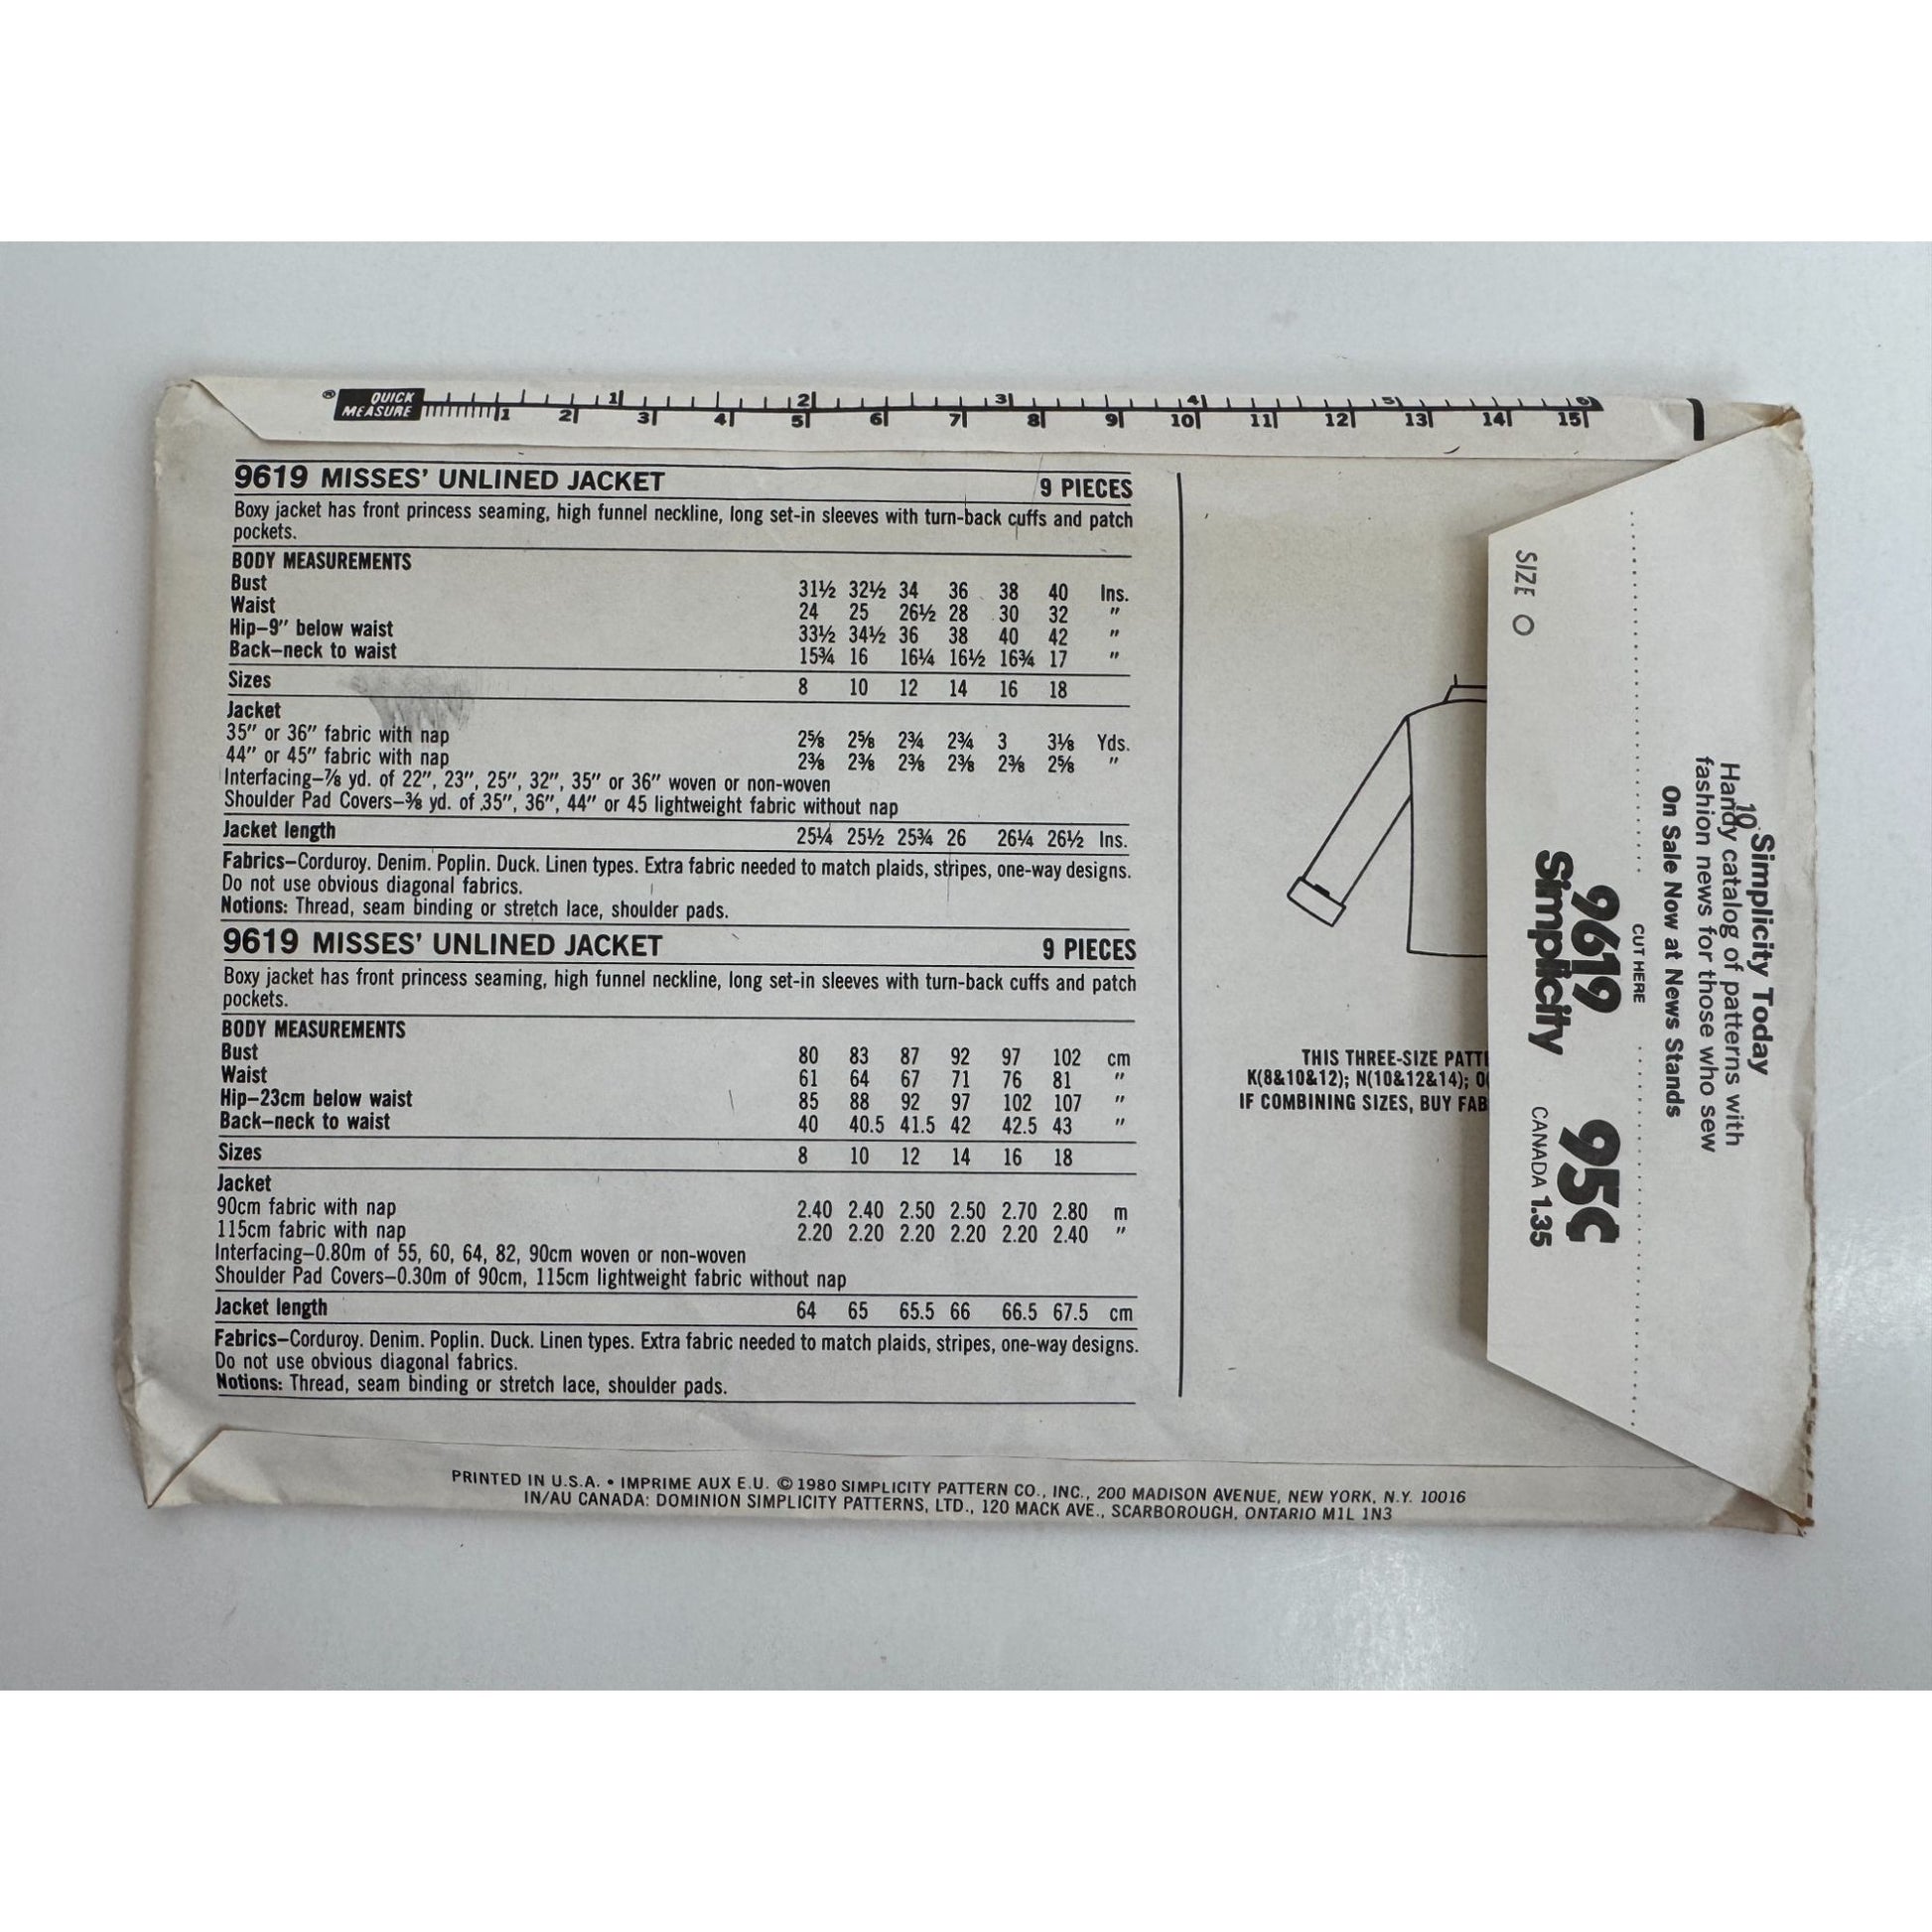 ® QUICK
MEASURE
1 2 3 4 5 6
1 2 3 4 5 6 7 8 9 10 11 12 13 14 15
9619 MISSES' UNLINED JACKET 9 PIECES
Boxy jacket has front princess seaming, high funnel neckline, long set-in sleeves with turn-back cuffs and patch
pockets.
BODY MEASUREMENTS
Bust 31½ 32½ 34 36 38 40 Ins.
Waist 24 25 26½ 28 30 32 "
Hip–9" below waist 33½ 34½ 36 38 40 42 "
Back–neck to waist 15¾ 16 16¼ 16½ 16¾ 17 "
Sizes 8 10 12 14 16 18
Jacket
35" or 36" fabric with nap 2⅝ 2⅝ 2¾ 2¾ 3 3⅛ Yds.
44" or 45" fabric with nap 2⅜ 2⅜ 2⅜ 2⅜ 2⅜ 2⅝ "
Interfacing–⅞ yd. of 22", 23", 25", 32", 35" or 36" woven or non-woven
Shoulder Pad Covers–⅜ yd. of 35", 36", 44" or 45 lightweight fabric without nap
Jacket length 25¼ 25½ 25¾ 26 26¼ 26½ Ins.
Fabrics–Corduroy. Denim. Poplin. Duck. Linen types. Extra fabric needed to match plaids, stripes, one-way designs.
Do not use obvious diagonal fabrics.
Notions: Thread, seam binding or stretch lace, shoulder pads.
9619 MISSES' UNLINED JACKET 9 PIECES
Boxy jacket has front princess seaming, high funnel neckline, long set-in sleeves with turn-back cuffs and patch
pockets.
BODY MEASUREMENTS
Bust 80 83 87 92 97 102 cm
Waist 61 64 67 71 76 81 "
Hip–23cm below waist 85 88 92 97 102 107 "
Back–neck to waist 40 40.5 41.5 42 42.5 43 "
Sizes 8 10 12 14 16 18
Jacket
90cm fabric with nap 2.40 2.40 2.50 2.50 2.70 2.80 m
115cm fabric with nap 2.20 2.20 2.20 2.20 2.20 2.40 "
Interfacing–0.80m of 55, 60, 64, 82, 90cm woven or non-woven
Shoulder Pad Covers–0.30m of 90cm, 115cm lightweight fabric without nap
Jacket length 64 65 65.5 66 66.5 67.5 cm
Fabrics–Corduroy. Denim. Poplin. Duck. Linen types. Extra fabric needed to match plaids, stripes, one-way designs.
Do not use obvious diagonal fabrics.
Notions: Thread, seam binding or stretch lace, shoulder pads.
THIS THREE-SIZE PATT
K(8&10&12); N(10&12&14); O(
IF COMBINING SIZES, BUY FAB
10 Simplicity Today
Handy catalog of patterns with
fashion news for those who sew
On Sale Now at News Stands
CUT HERE
9619 95¢
Simplicity CANADA 1.35
SIZE O
PRINTED IN U.S.A. • IMPRIME AUX E.U. © 1980 SIMPLICITY PATTERN CO., INC., 200 MADISON AVENUE, NEW YORK, N.Y. 10016
IN/AU CANADA: DOMINION SIMPLICITY PATTERNS, LTD., 120 MACK AVE., SCARBOROUGH, ONTARIO M1L 1N3